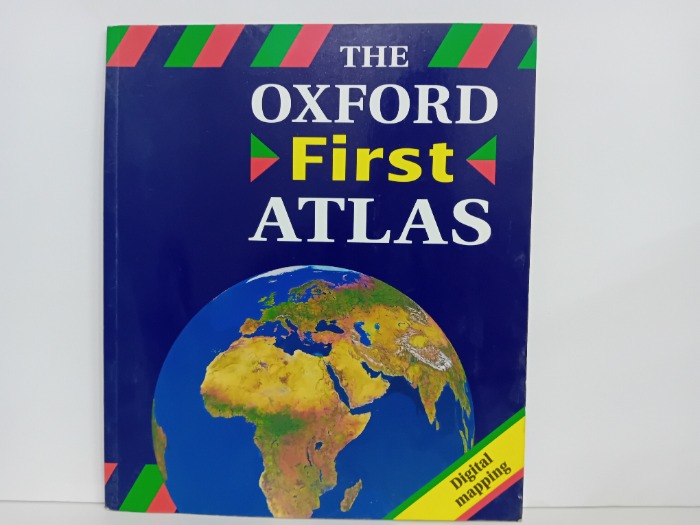 THE
OXFORD
First
ATLAS
Digital
mapping